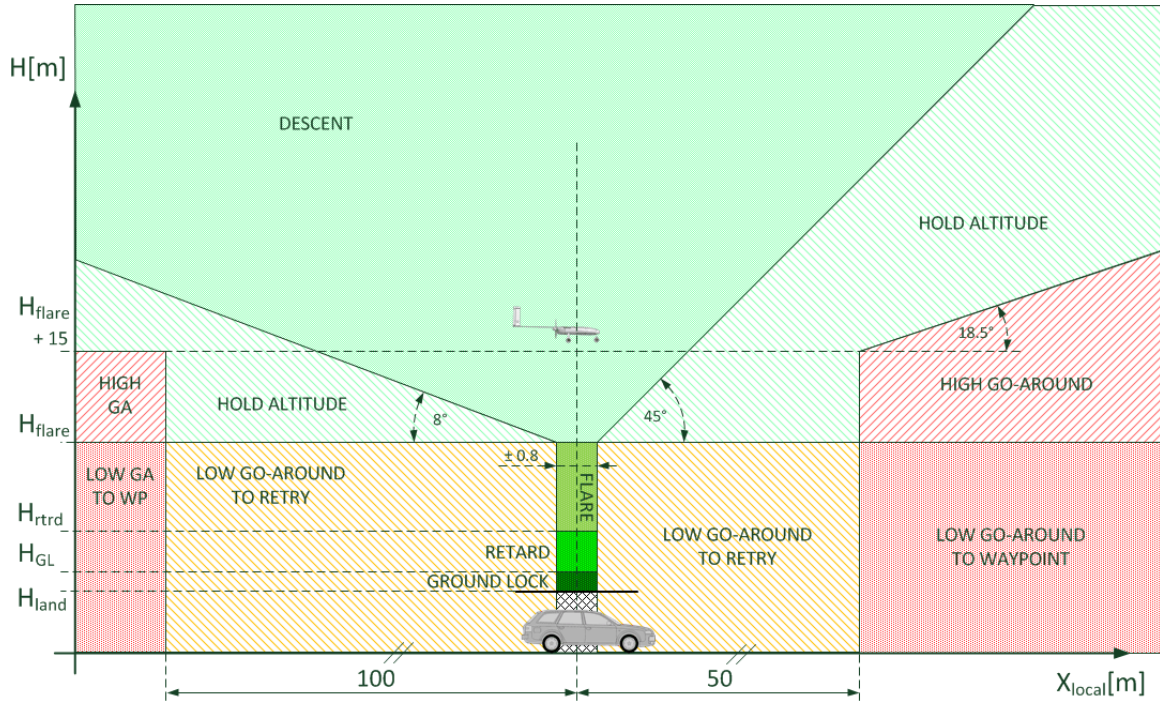 H[m]
DESCENT
HOLD ALTITUDE
H_flare
+ 15
18.5°
HIGH
GA
HOLD ALTITUDE
8°
45°
HIGH GO-AROUND
H_flare
± 0.8
LOW GA
TO WP
LOW GO-AROUND
TO RETRY
FLARE
H_rtrd
LOW GO-AROUND
TO RETRY
LOW GO-AROUND
TO WAYPOINT
H_GL
RETARD
GROUND LOCK
H_land
100
50
X_local[m]